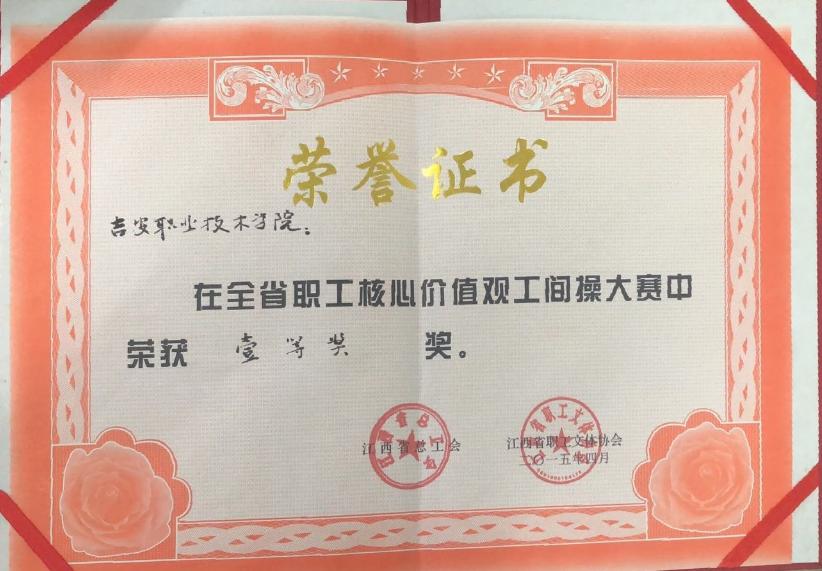 荣誉证书
吉安职业技术学院：
在全省职工核心价值观工间操大赛中
荣获 壹等奖 奖。
江西省总工会 江西省职工文体协会
二〇一五年四月